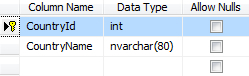 Column Name Data Type Allow Nulls
CountryId int
CountryName nvarchar(80)